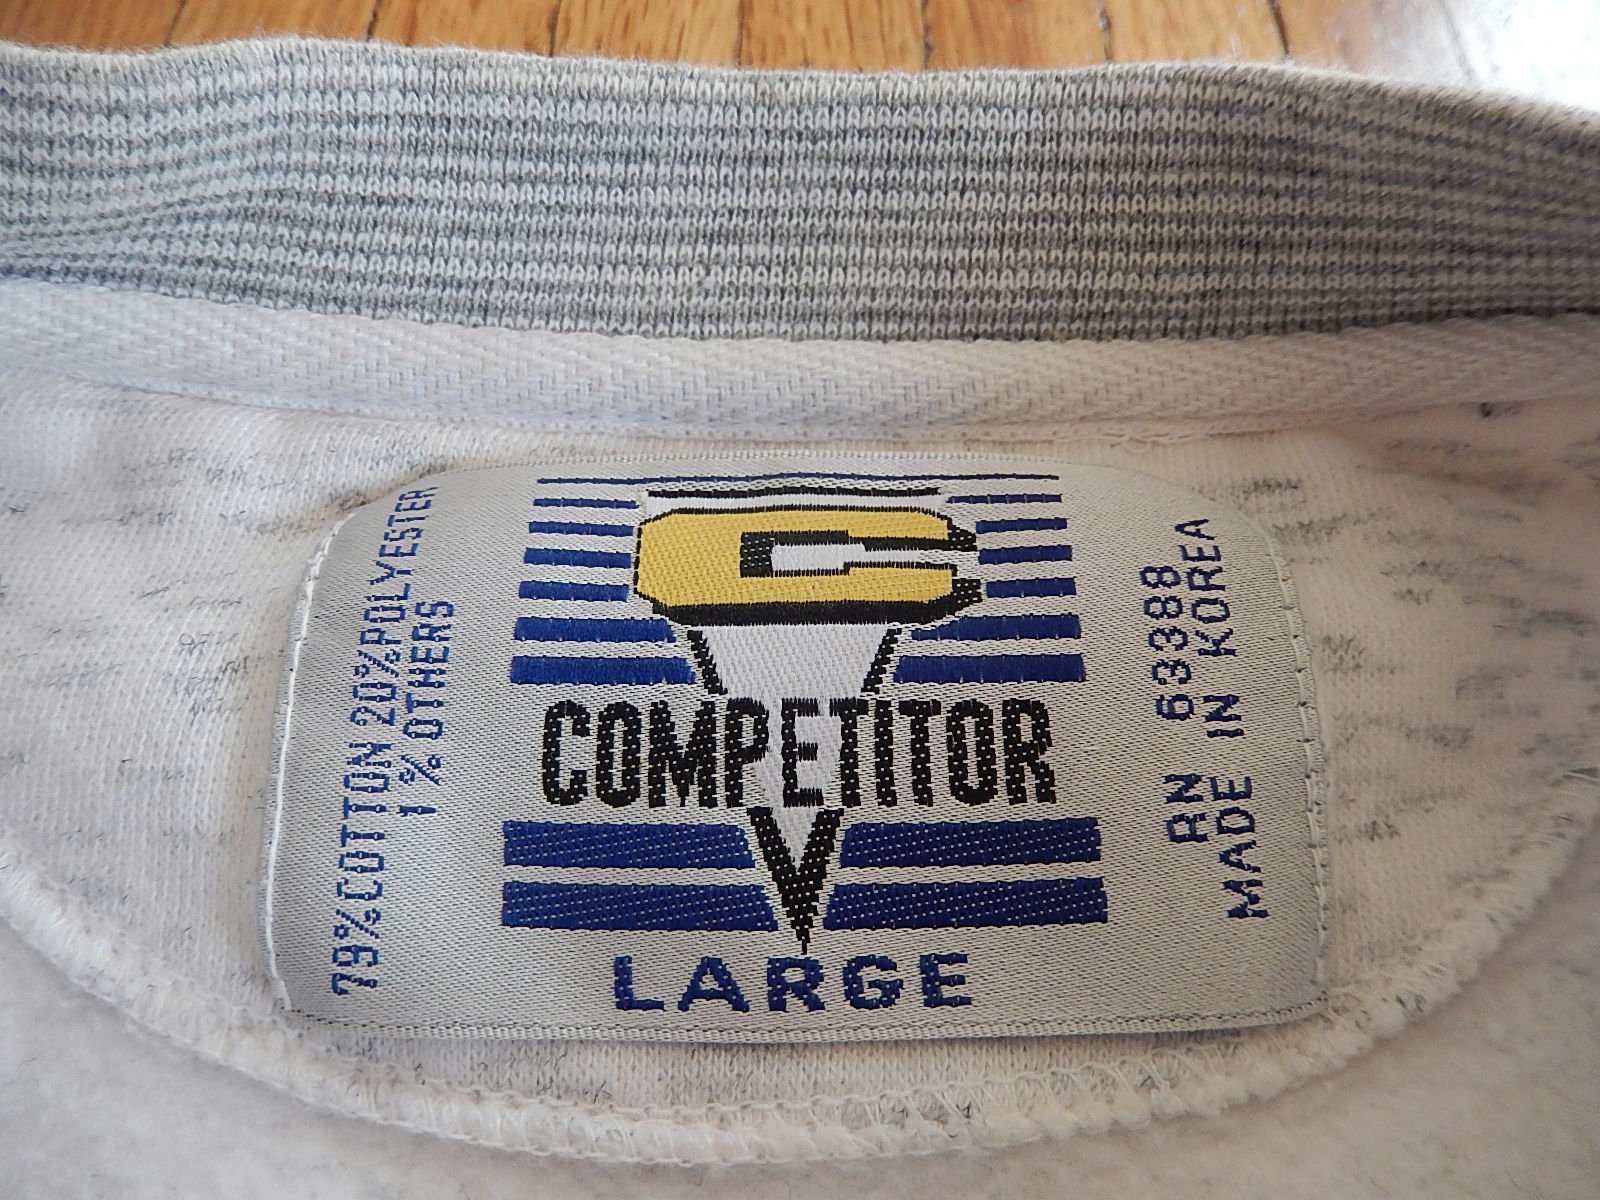 79%COTTON 20%POLYESTER
1% OTHERS
C
COMPETITOR
LARGE
RN 63388
MADE IN KOREA